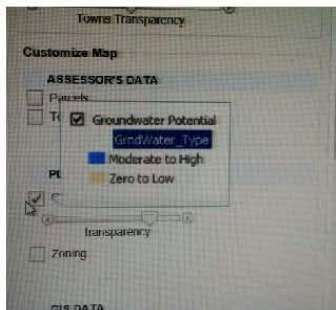 Towns Transparency
Customize Map
ASSESSOR'S DATA
Parcels
Groundwater Potential
GrndWater_Type
Moderate to High
Zero to Low
Transparency
Zoning
GIS DATA